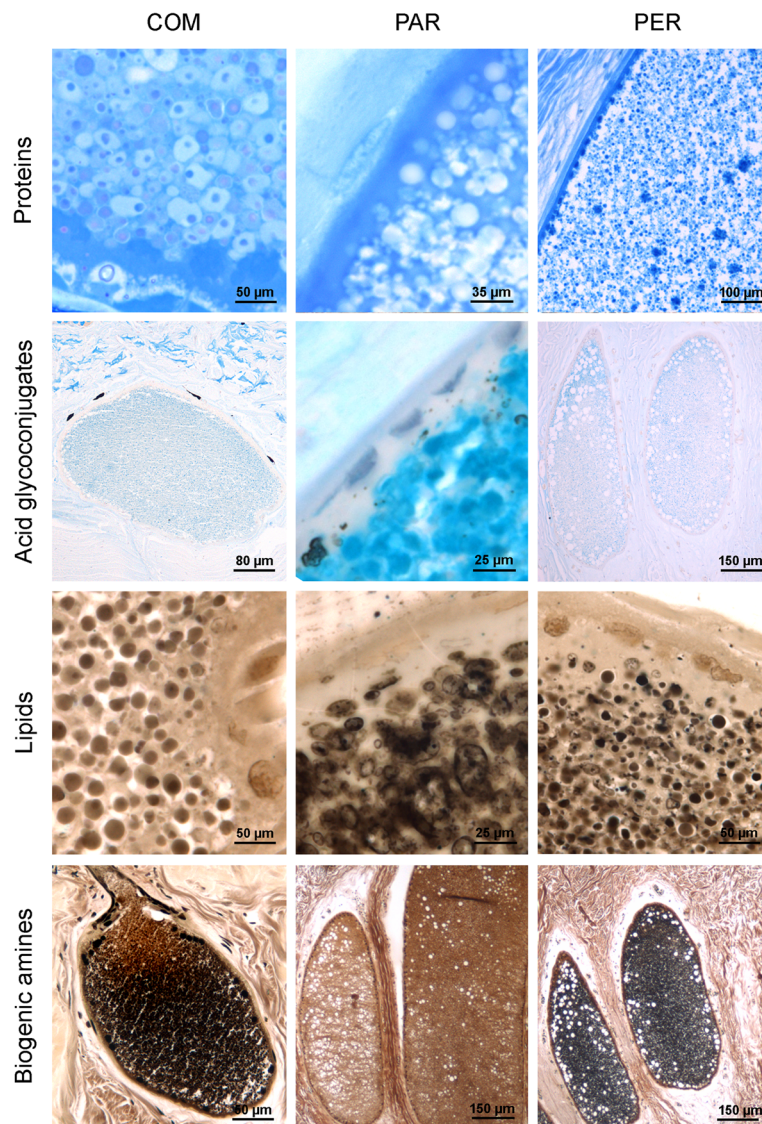 COM PAR PER
Proteins
50 µm
35 µm
100 µm
Acid glycoconjugates
80 µm
25 µm
150 µm
Lipids
50 µm
25 µm
50 µm
Biogenic amines
80 µm
150 µm
150 µm